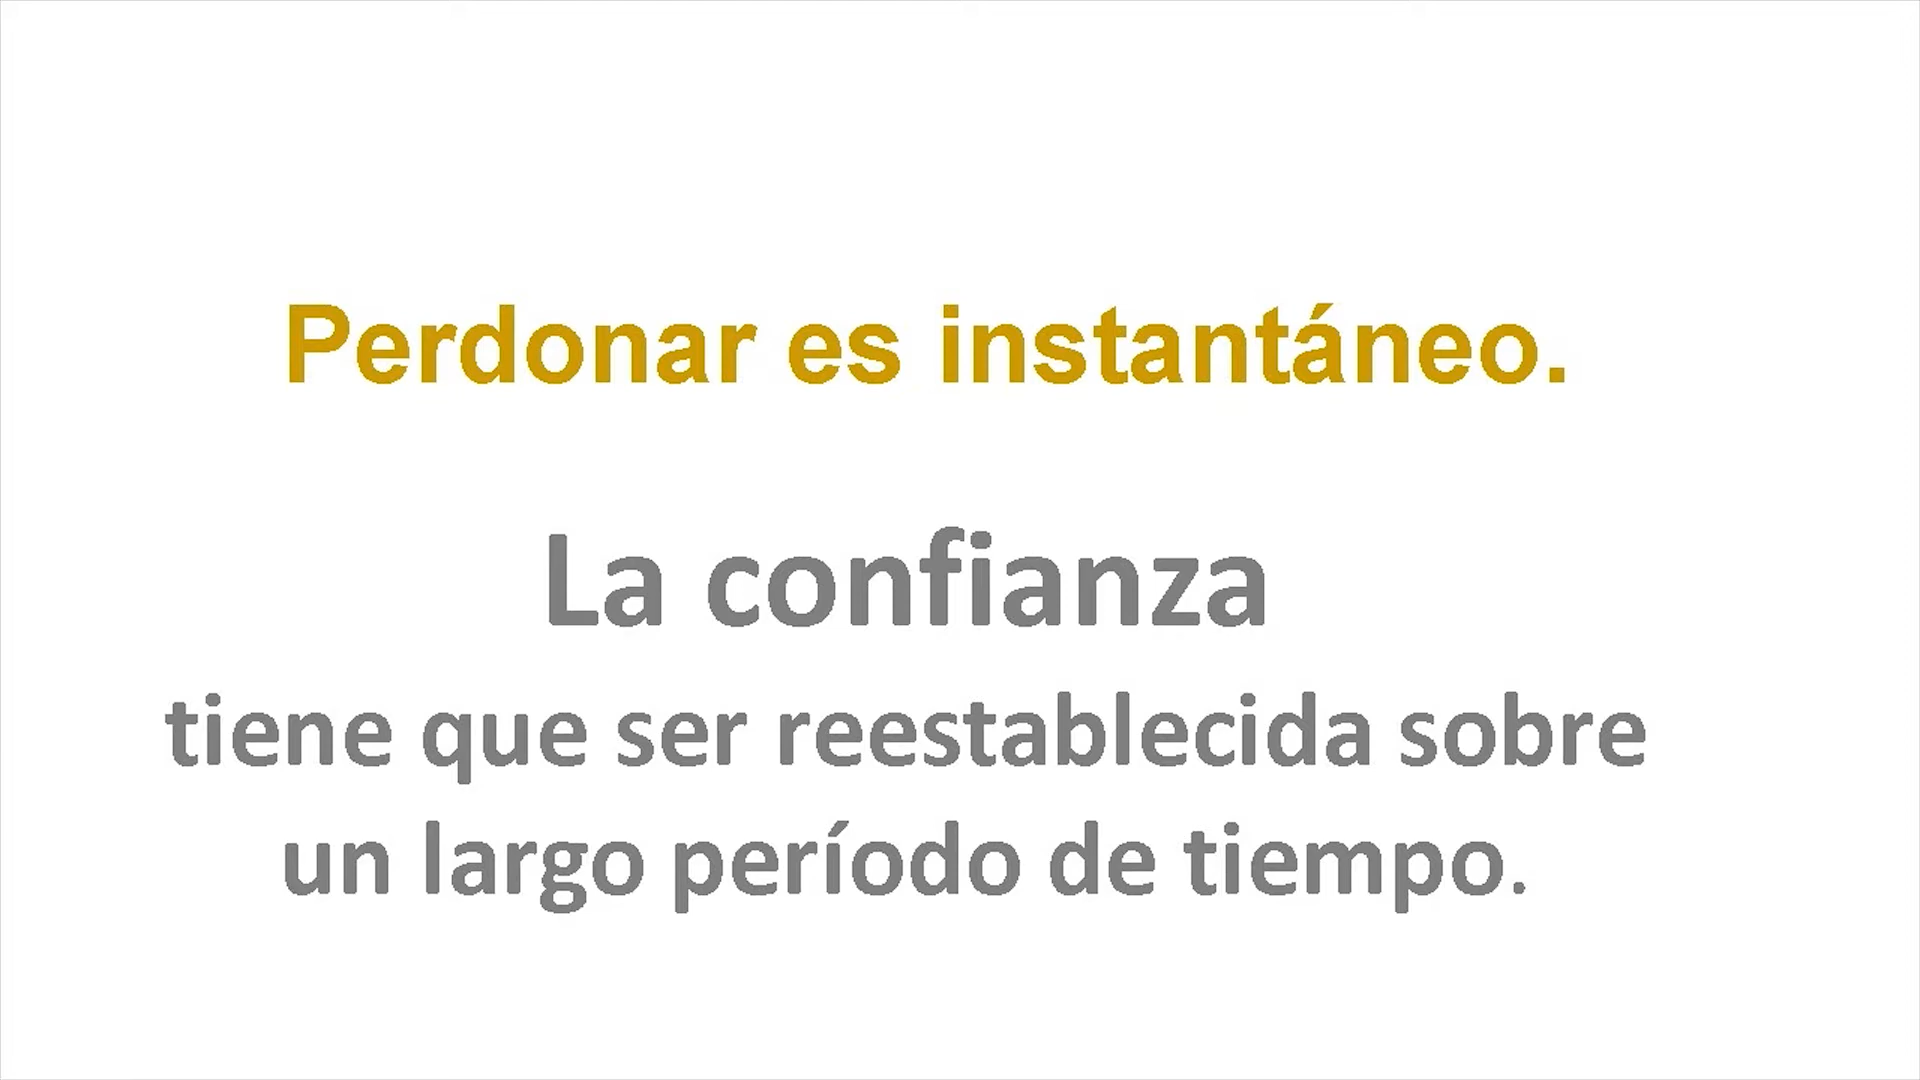 Perdonar es instantáneo.
La confianza
tiene que ser reestablecida sobre
un largo período de tiempo.